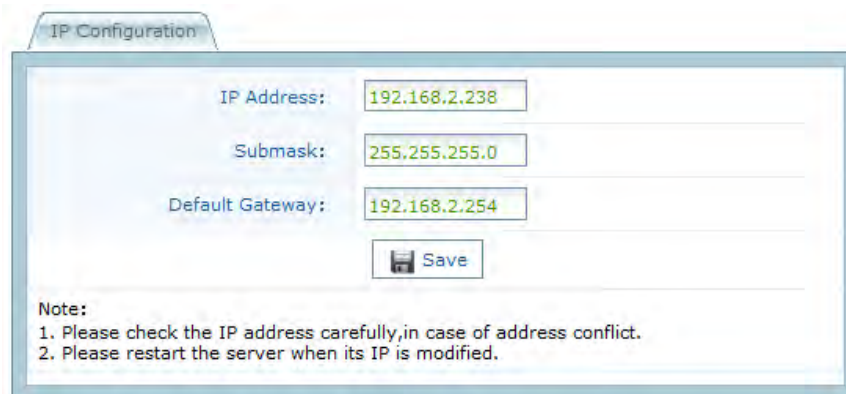 IP Configuration
IP Address: 192.168.2.238
Submask: 255.255.255.0
Default Gateway: 192.168.2.254
Save
Note:
1. Please check the IP address carefully,in case of address conflict.
2. Please restart the server when its IP is modified.